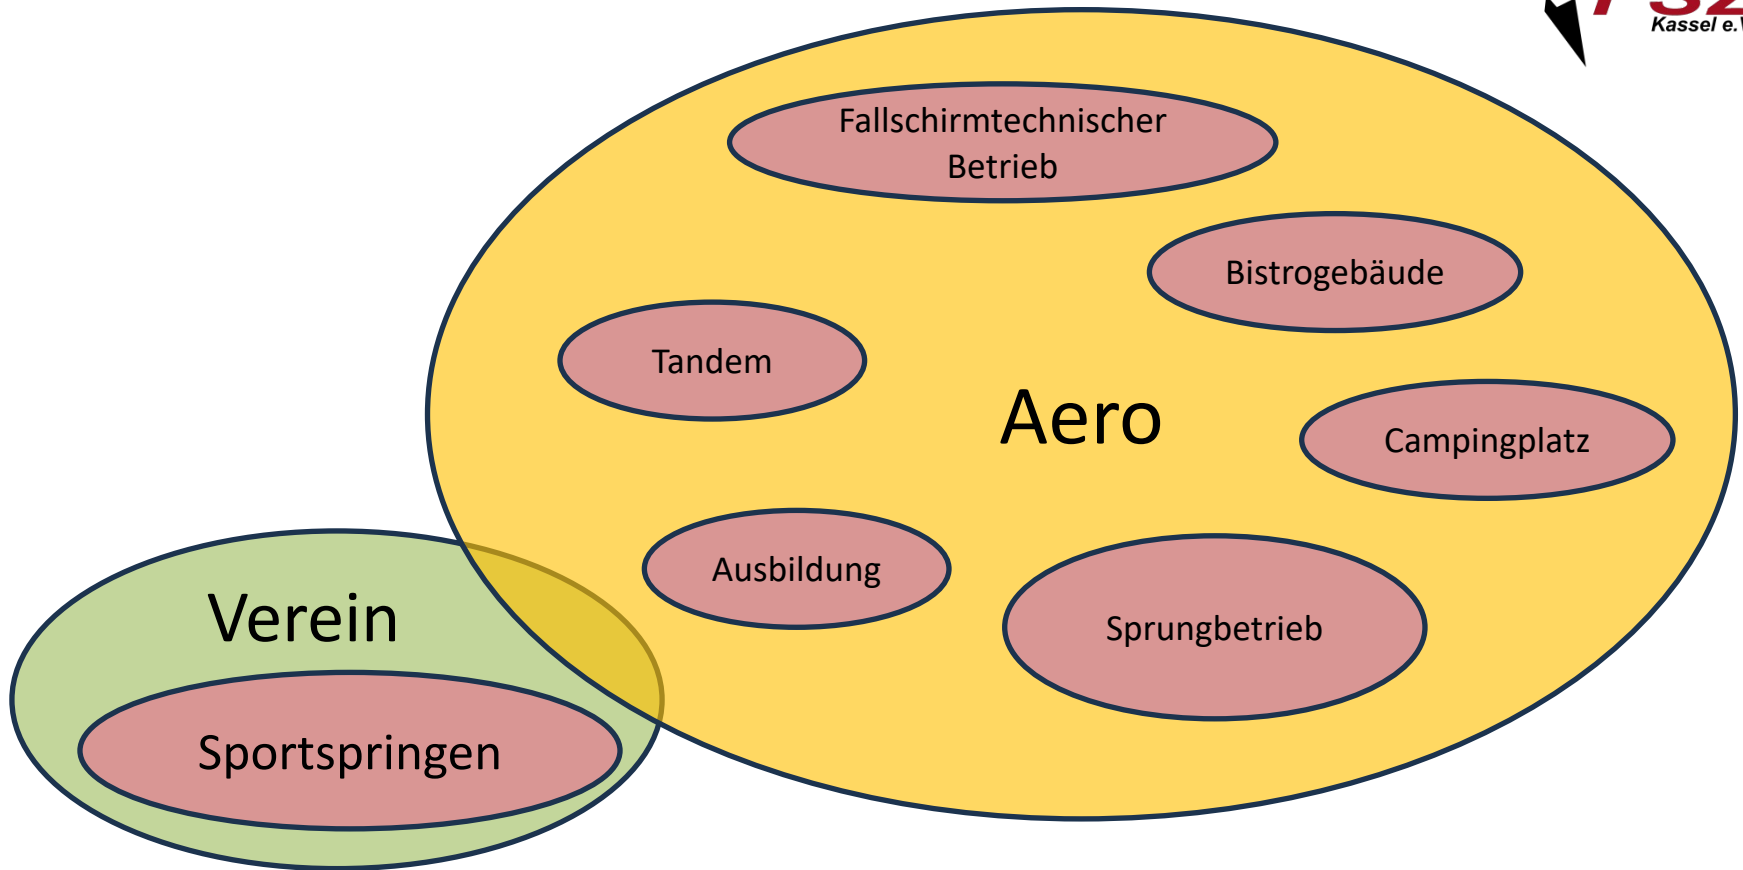 Kassel e.V
Fallschirmtechnischer
Betrieb
Bistrogebäude
Tandem
Aero
Campingplatz
Ausbildung
Sprungbetrieb
Verein
Sportspringen